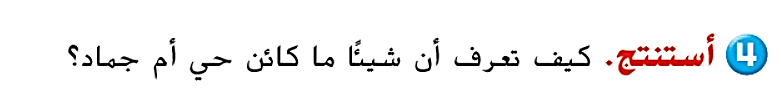 4 أستنتج. كيف تعرف أن شيئًا ما كائن حي أم جماد؟